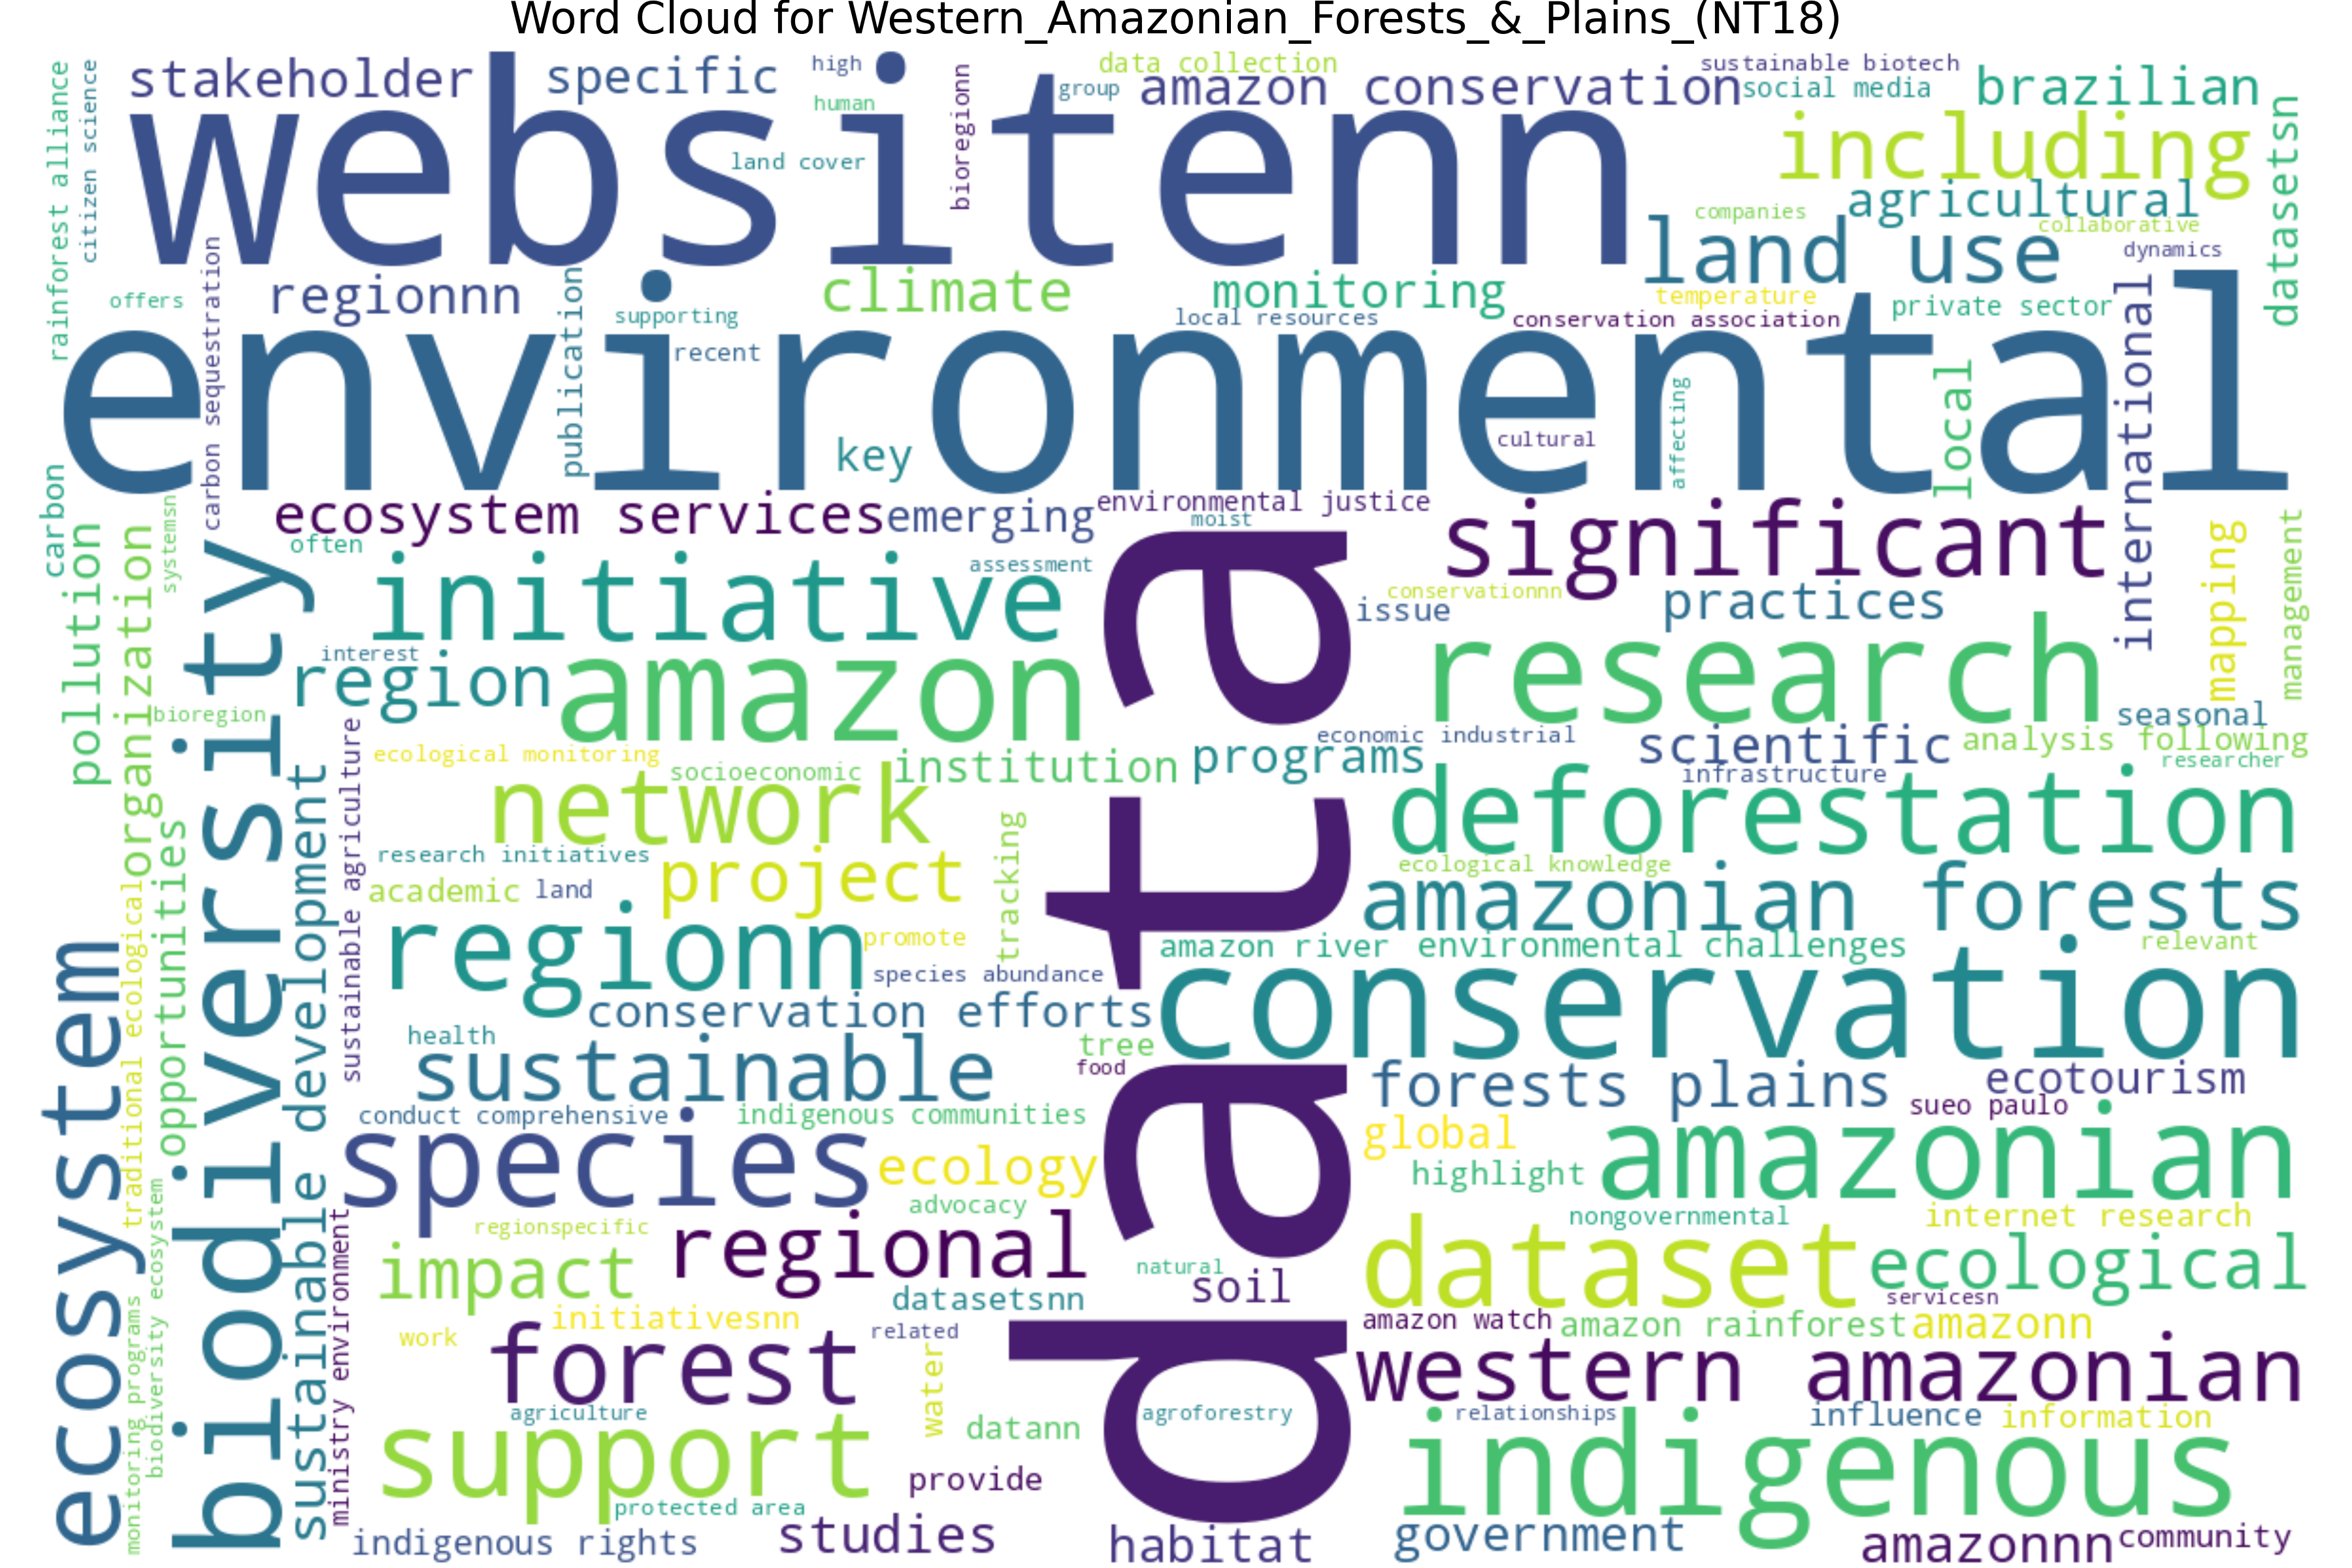 Word Cloud for Western_Amazonian_Forests_&_Plains_(NT18)
rainforest alliance
citizen science
stakeholder
specific
high
human
bioregionn
group
data collection
amazon conservation
sustainable biotech
social media
brazilian
websitenn
land cover
including
datasetsn
agricultural
companies
collaborative
land use
dynamics
offers
carbon sequestration
regionnn
publication
supporting
recent
climate
monitoring
local resources
temperature
conservation association
private sector
international
environmental
key
cultural
affecting
local
carbon
pollution
organization
systemsn
often
ecosystem services
emerging
environmental justice
moist
significant
mapping
management
initiative
assessment
conservationnn
issue
practices
interest
region
amazon
research
bioregion
seasonal
ecological monitoring
socioeconomic
institution
programs
economic industrial
scientific
analysis following
infrastructure
researcher
network
deforestation
biodiversity
sustainable development
sustainable agriculture
opportunities
traditional ecological
ecosystem
research initiatives
academic
land
project
tracking
data
ecological knowledge
amazonian forests
regionn
promote
species abundance
amazon river
environmental challenges
relevant
conservation efforts
conservation
health
sustainable
tree
food
forests plains
ecotourism
sueo paulo
conduct comprehensive
indigenous communities
species
ecology
global
highlight
amazonian
advocacy
regionspecific
nongovernmental
internet research
impact
regional
natural
soil
dataset
ecological
servicesn
datasetsnn
initiativesnn
work
related
amazon watch
amazon rainforest
amazonn
forest
water
western amazonian
agriculture
datann
agroforestry
relationships
influence
information
support
indigenous
provide
protected area
monitoring programs
biodiversity ecosystem
ministry environment
indigenous rights
studies
habitat
government
amazonnn
community